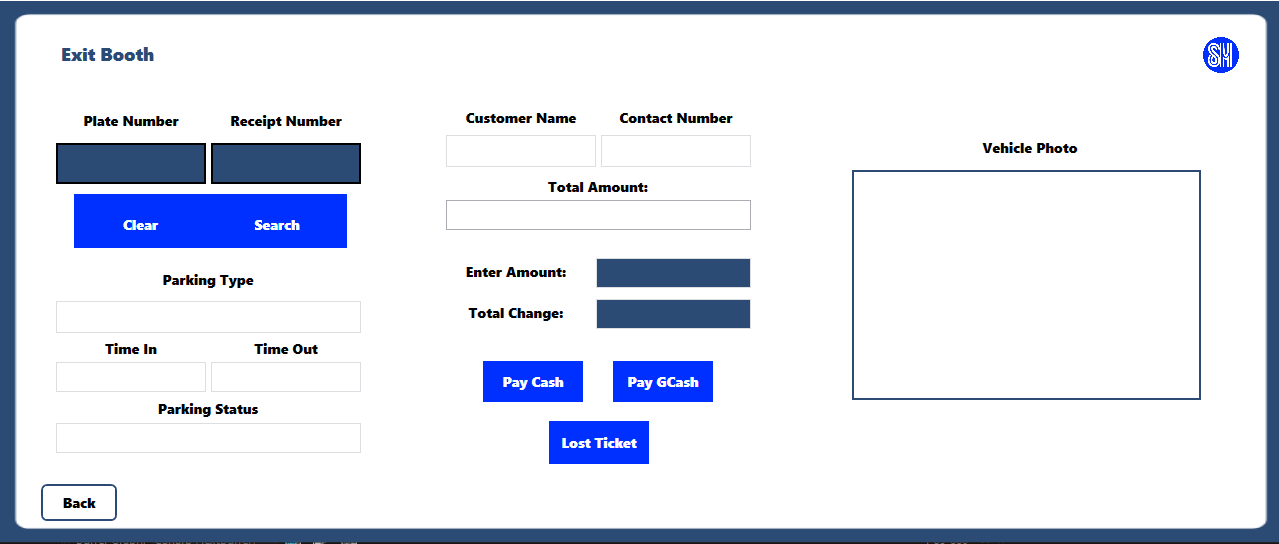 Exit Booth
SM
Plate Number
Receipt Number
Clear
Search
Parking Type
Time In
Time Out
Parking Status
Back
Customer Name
Contact Number
Total Amount:
Enter Amount:
Total Change:
Pay Cash
Pay GCash
Lost Ticket
Vehicle Photo